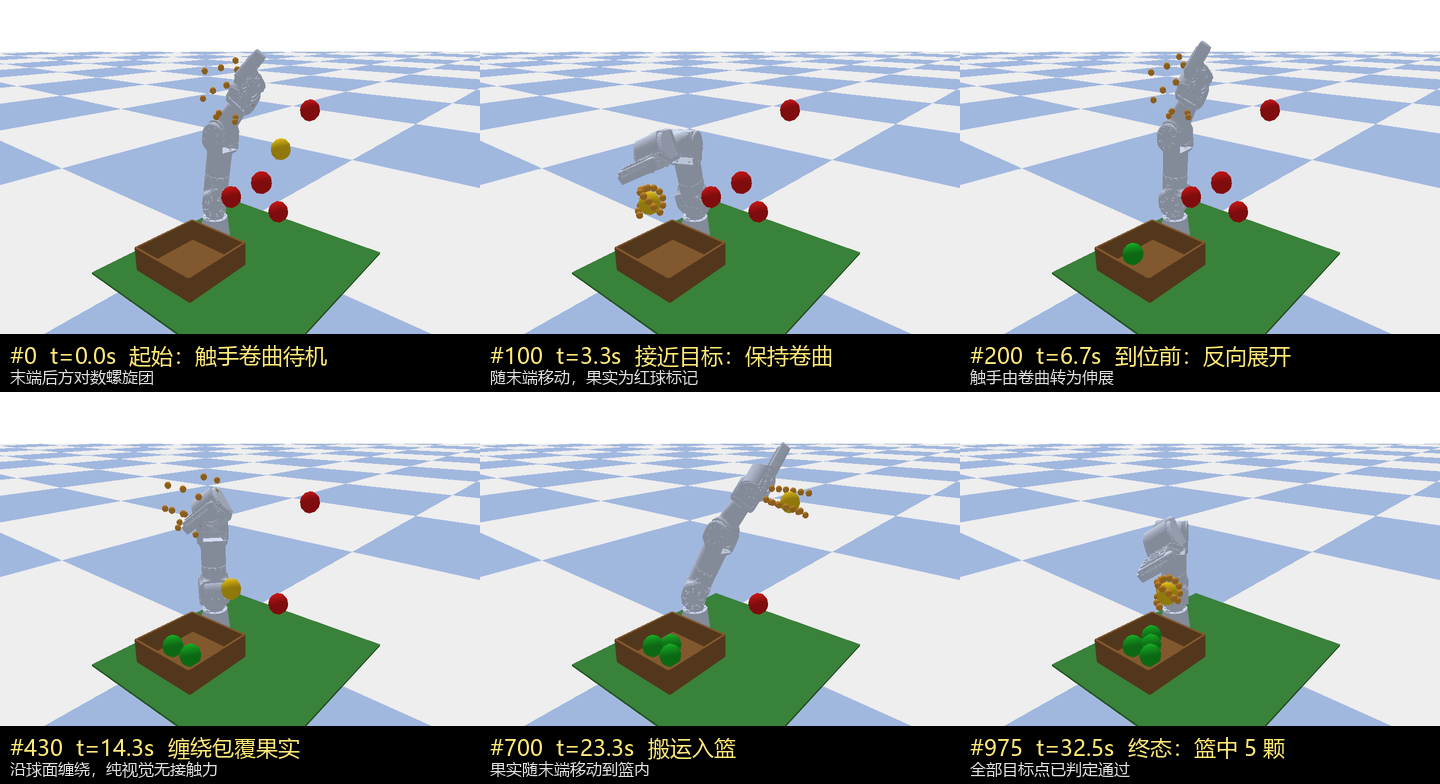 #0 t=0.0s 起始：触手卷曲待机
末端后方对数螺旋团
#100 t=3.3s 接近目标：保持卷曲
随末端移动，果实为红球标记
#200 t=6.7s 到位前：反向展开
触手由卷曲转为伸展
#430 t=14.3s 缠绕包覆果实
沿球面缠绕，纯视觉无接触力
#700 t=23.3s 搬运入篮
果实随末端移动到篮内
#975 t=32.5s 终态：篮中 5 颗
全部目标点已判定通过